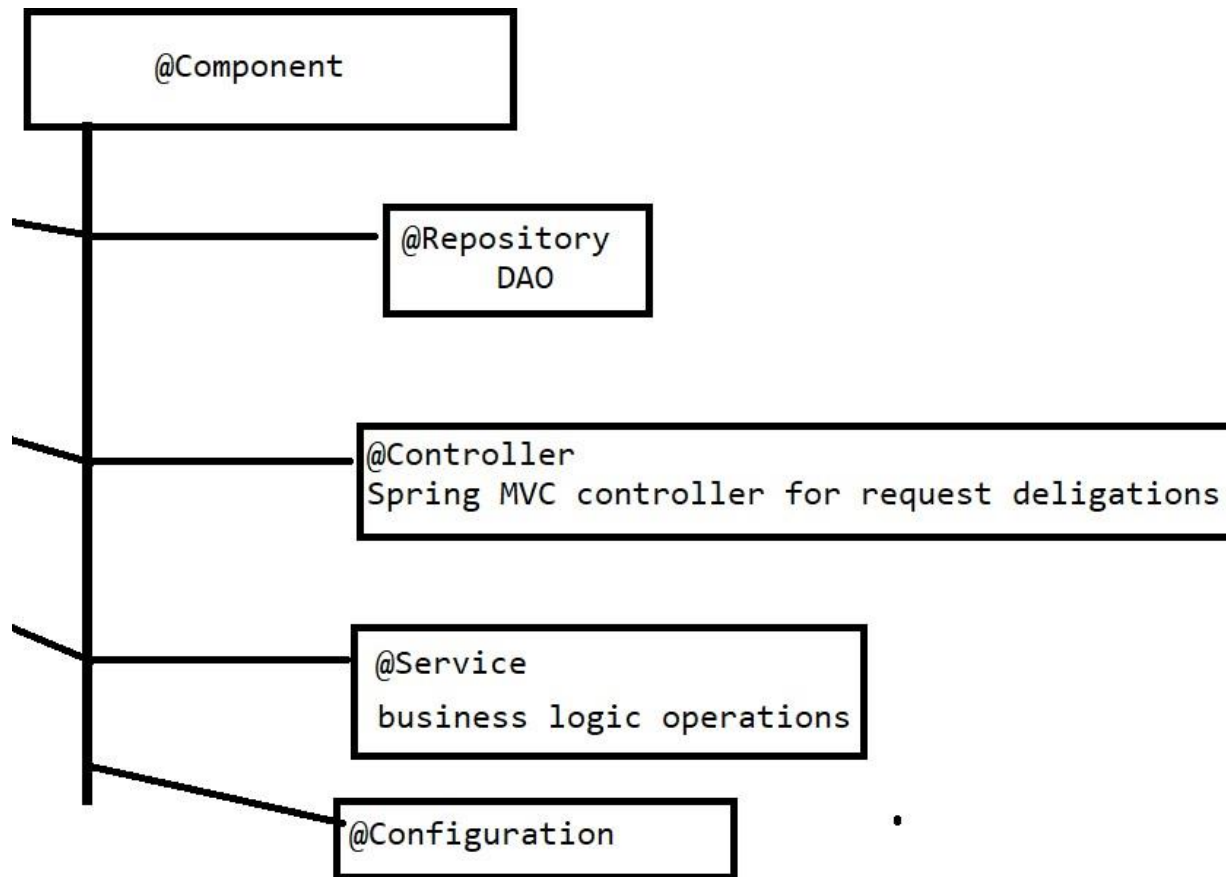 @Component
@Repository
DAO
@Controller
Spring MVC controller for request deligations
@Service
business logic operations
@Configuration